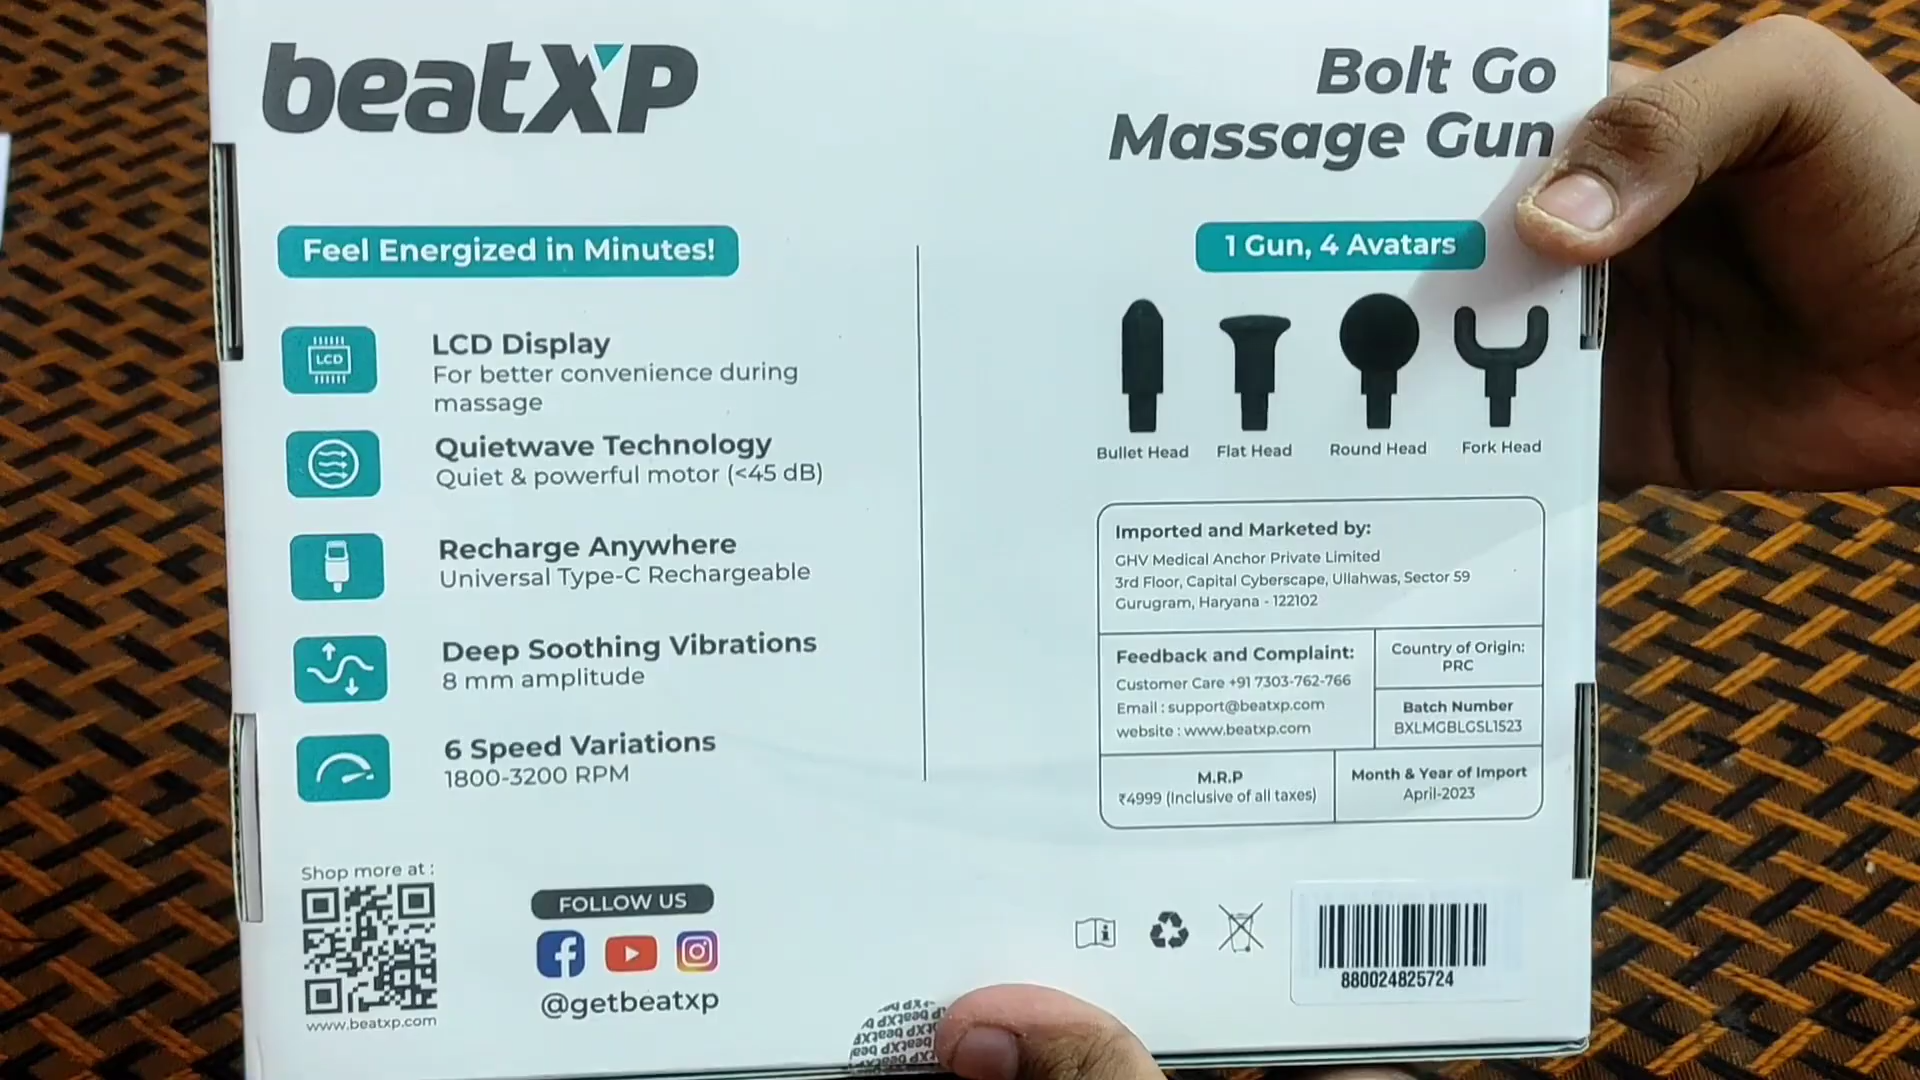 beatXP
Bolt Go
Massage Gun
Feel Energized in Minutes!
LCD
LCD Display
For better convenience during
massage
Quietwave Technology
Quiet & powerful motor (<45 dB)
Recharge Anywhere
Universal Type-C Rechargeable
Deep Soothing Vibrations
8 mm amplitude
6 Speed Variations
1800-3200 RPM
1 Gun, 4 Avatars
Bullet Head
Flat Head
Round Head
Fork Head
Imported and Marketed by:
GHV Medical Anchor Private Limited
3rd Floor, Capital Cyberscape, Ullahwas, Sector 59
Gurugram, Haryana - 122102
Feedback and Complaint:
Customer Care +91 7303-762-766
Email : support@beatxp.com
website : www.beatxp.com
Country of Origin:
PRC
Batch Number
BXLMGBLGSL1523
M.R.P
₹4999 (Inclusive of all taxes)
Month & Year of Import
April-2023
Shop more at :
www.beatxp.com
FOLLOW US
@getbeatxp
880024825724